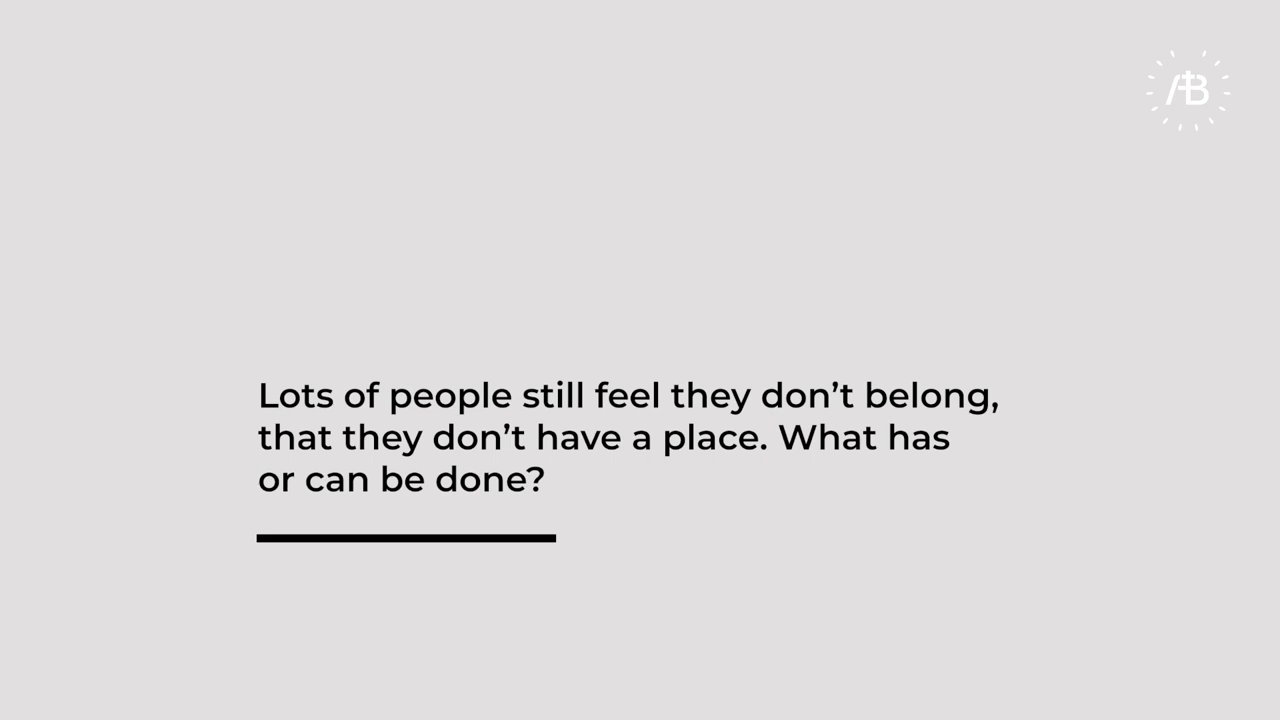 AB
Lots of people still feel they don’t belong,
that they don’t have a place. What has
or can be done?